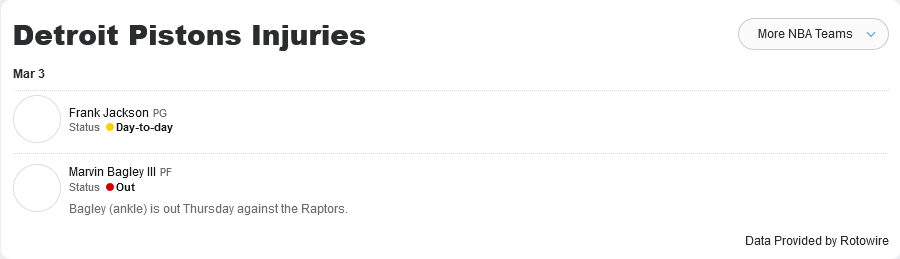 Detroit Pistons Injuries
More NBA Teams
Mar 3
Frank Jackson PG
Status Day-to-day
Marvin Bagley III PF
Status Out
Bagley (ankle) is out Thursday against the Raptors.
Data Provided by Rotowire